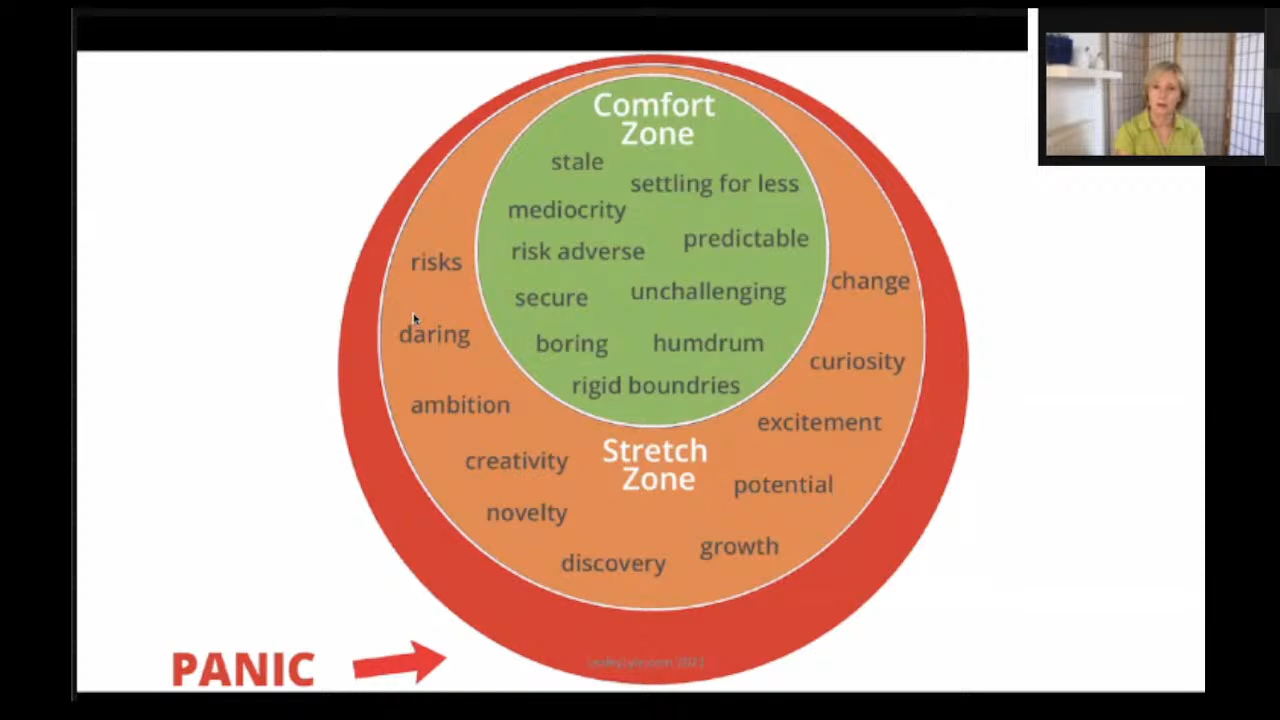 Comfort
Zone
stale
settling for less
mediocrity
predictable
risk adverse
secure
unchallenging
boring
humdrum
rigid boundries
risks
change
daring
curiosity
ambition
excitement
Stretch
Zone
creativity
potential
novelty
growth
discovery
PANIC
2021